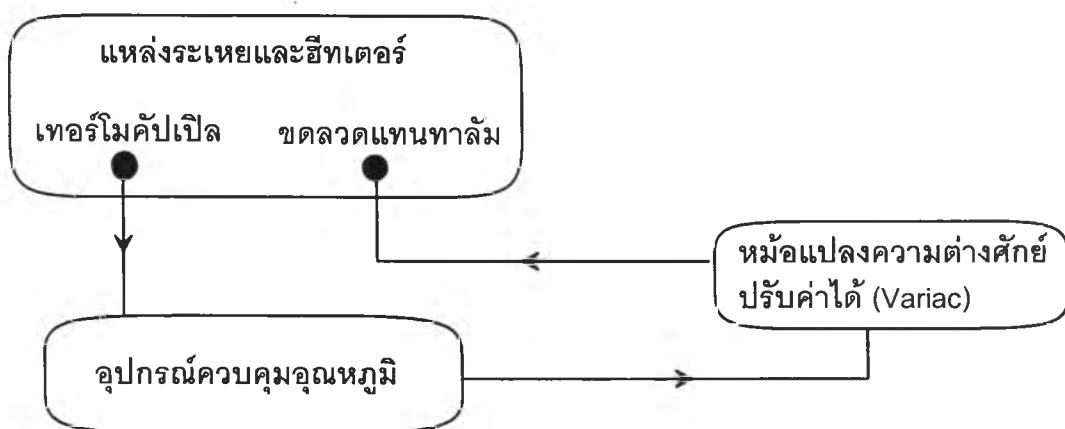 แหล่งระเหยและฮีทเตอร์
เทอร์โมคัปเปิล
ขดลวดแทนทาลัม
หม้อแปลงความต่างศักย์
ปรับค่าได้ (Variac)
อุปกรณ์ควบคุมอุณหภูมิ